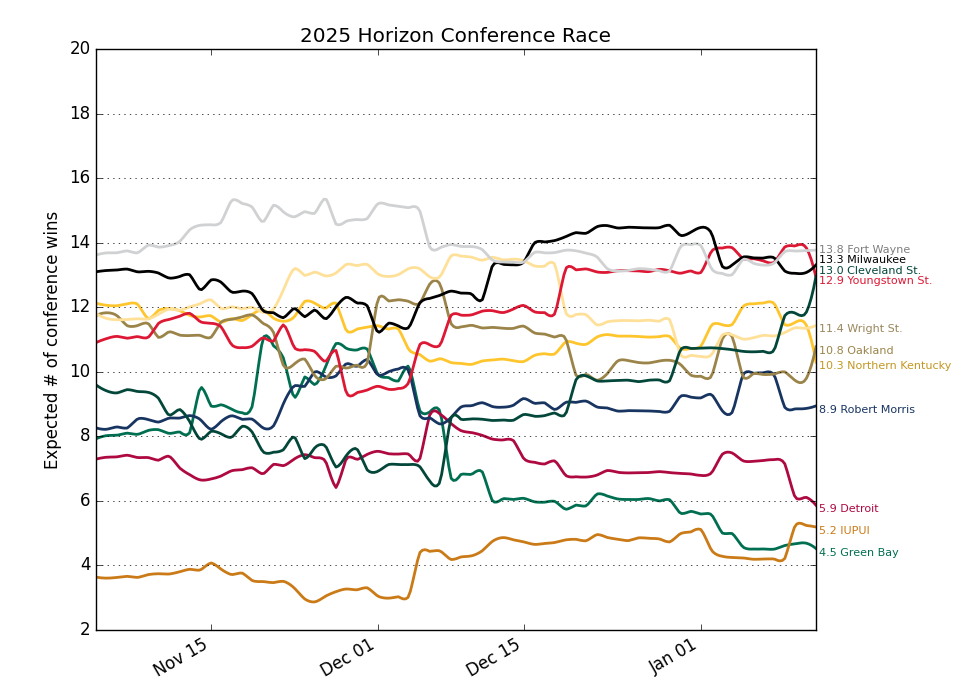 2025 Horizon Conference Race
Expected # of conference wins
20
18
16
14
12
10
8
6
4
2
13.8 Fort Wayne
13.3 Milwaukee
13.0 Cleveland St.
12.9 Youngstown St.
11.4 Wright St.
10.8 Oakland
10.3 Northern Kentucky
8.9 Robert Morris
5.9 Detroit
5.2 IUPUI
4.5 Green Bay
Nov 15
Dec 01
Dec 15
Jan 01